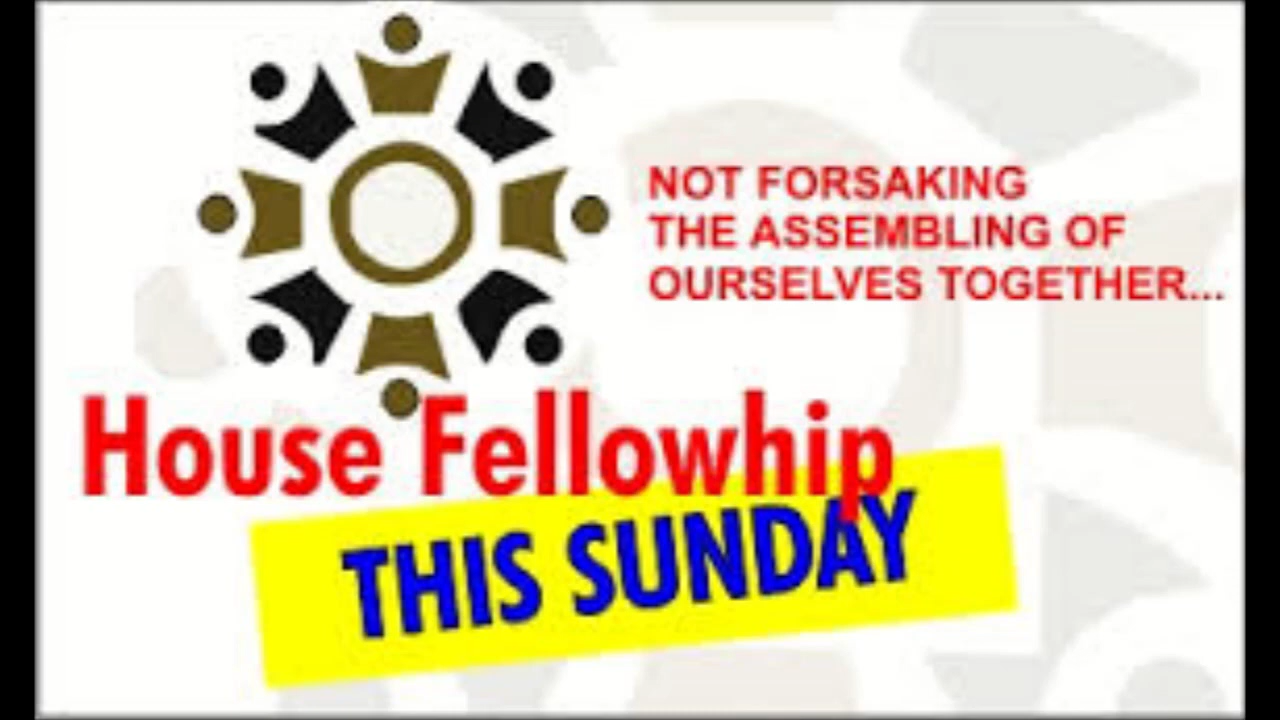 NOT FORSAKING
THE ASSEMBLING OF
OURSELVES TOGETHER...
House Fellowhip
THIS SUNDAY